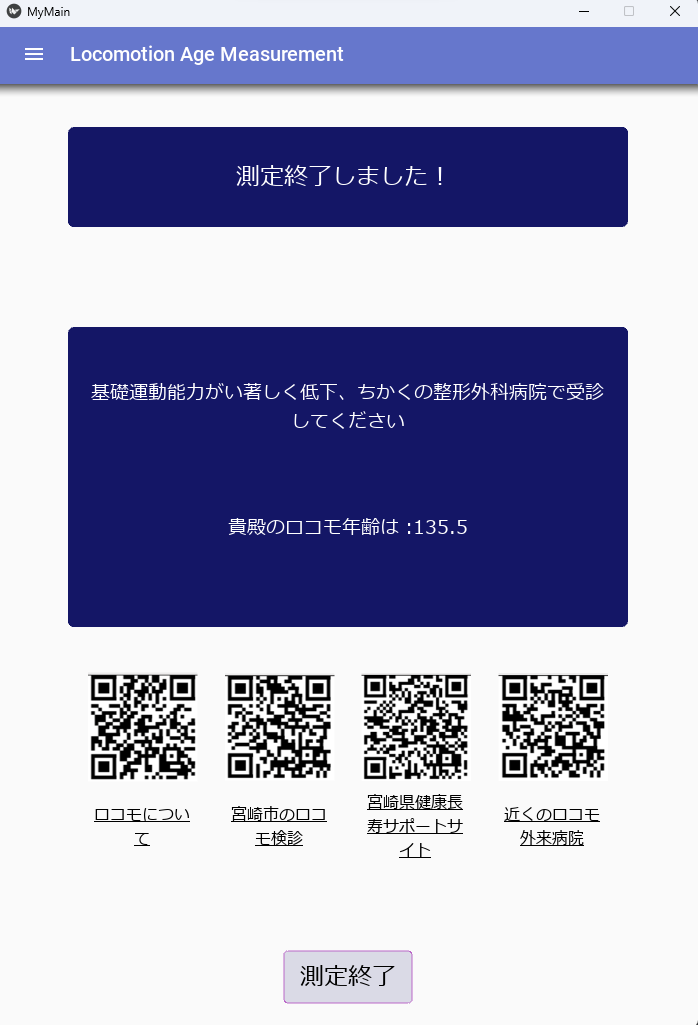 MyMain
Locomotion Age Measurement
測定終了しました！
基礎運動能力がい著しく低下、ちかくの整形外科病院で受診
してください
貴殿のロコモ年齢は :135.5
ロコモについ
て
宮崎市のロコ
モ検診
宮崎県健康長
寿サポートサ
イト
近くのロコモ
外来病院
測定終了